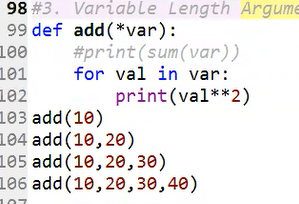 98 #3. Variable Length Argume
99 def add(*var):
100     #print(sum(var))
101     for val in var:
102         print(val**2)
103 add(10)
104 add(10,20)
105 add(10,20,30)
106 add(10,20,30,40)